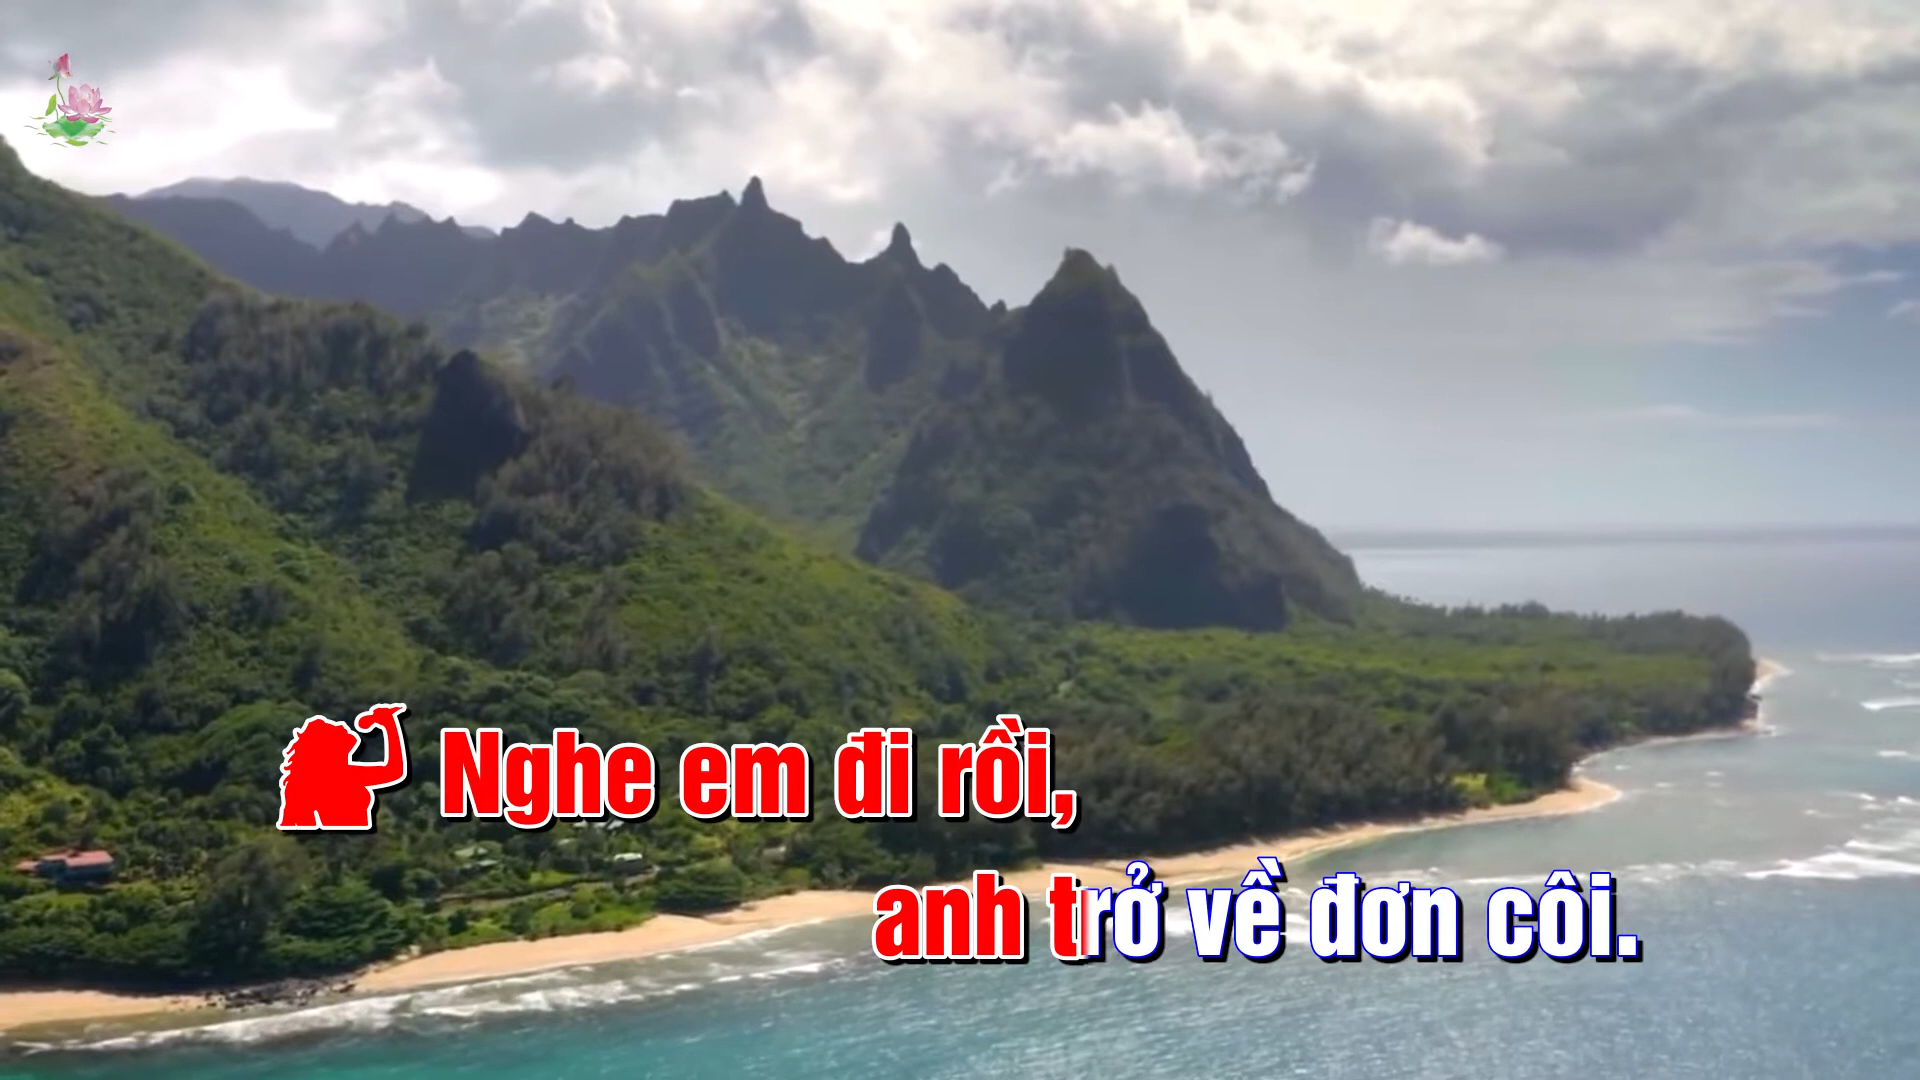 Nghe em đi rồi,
anh trở về đơn côi.